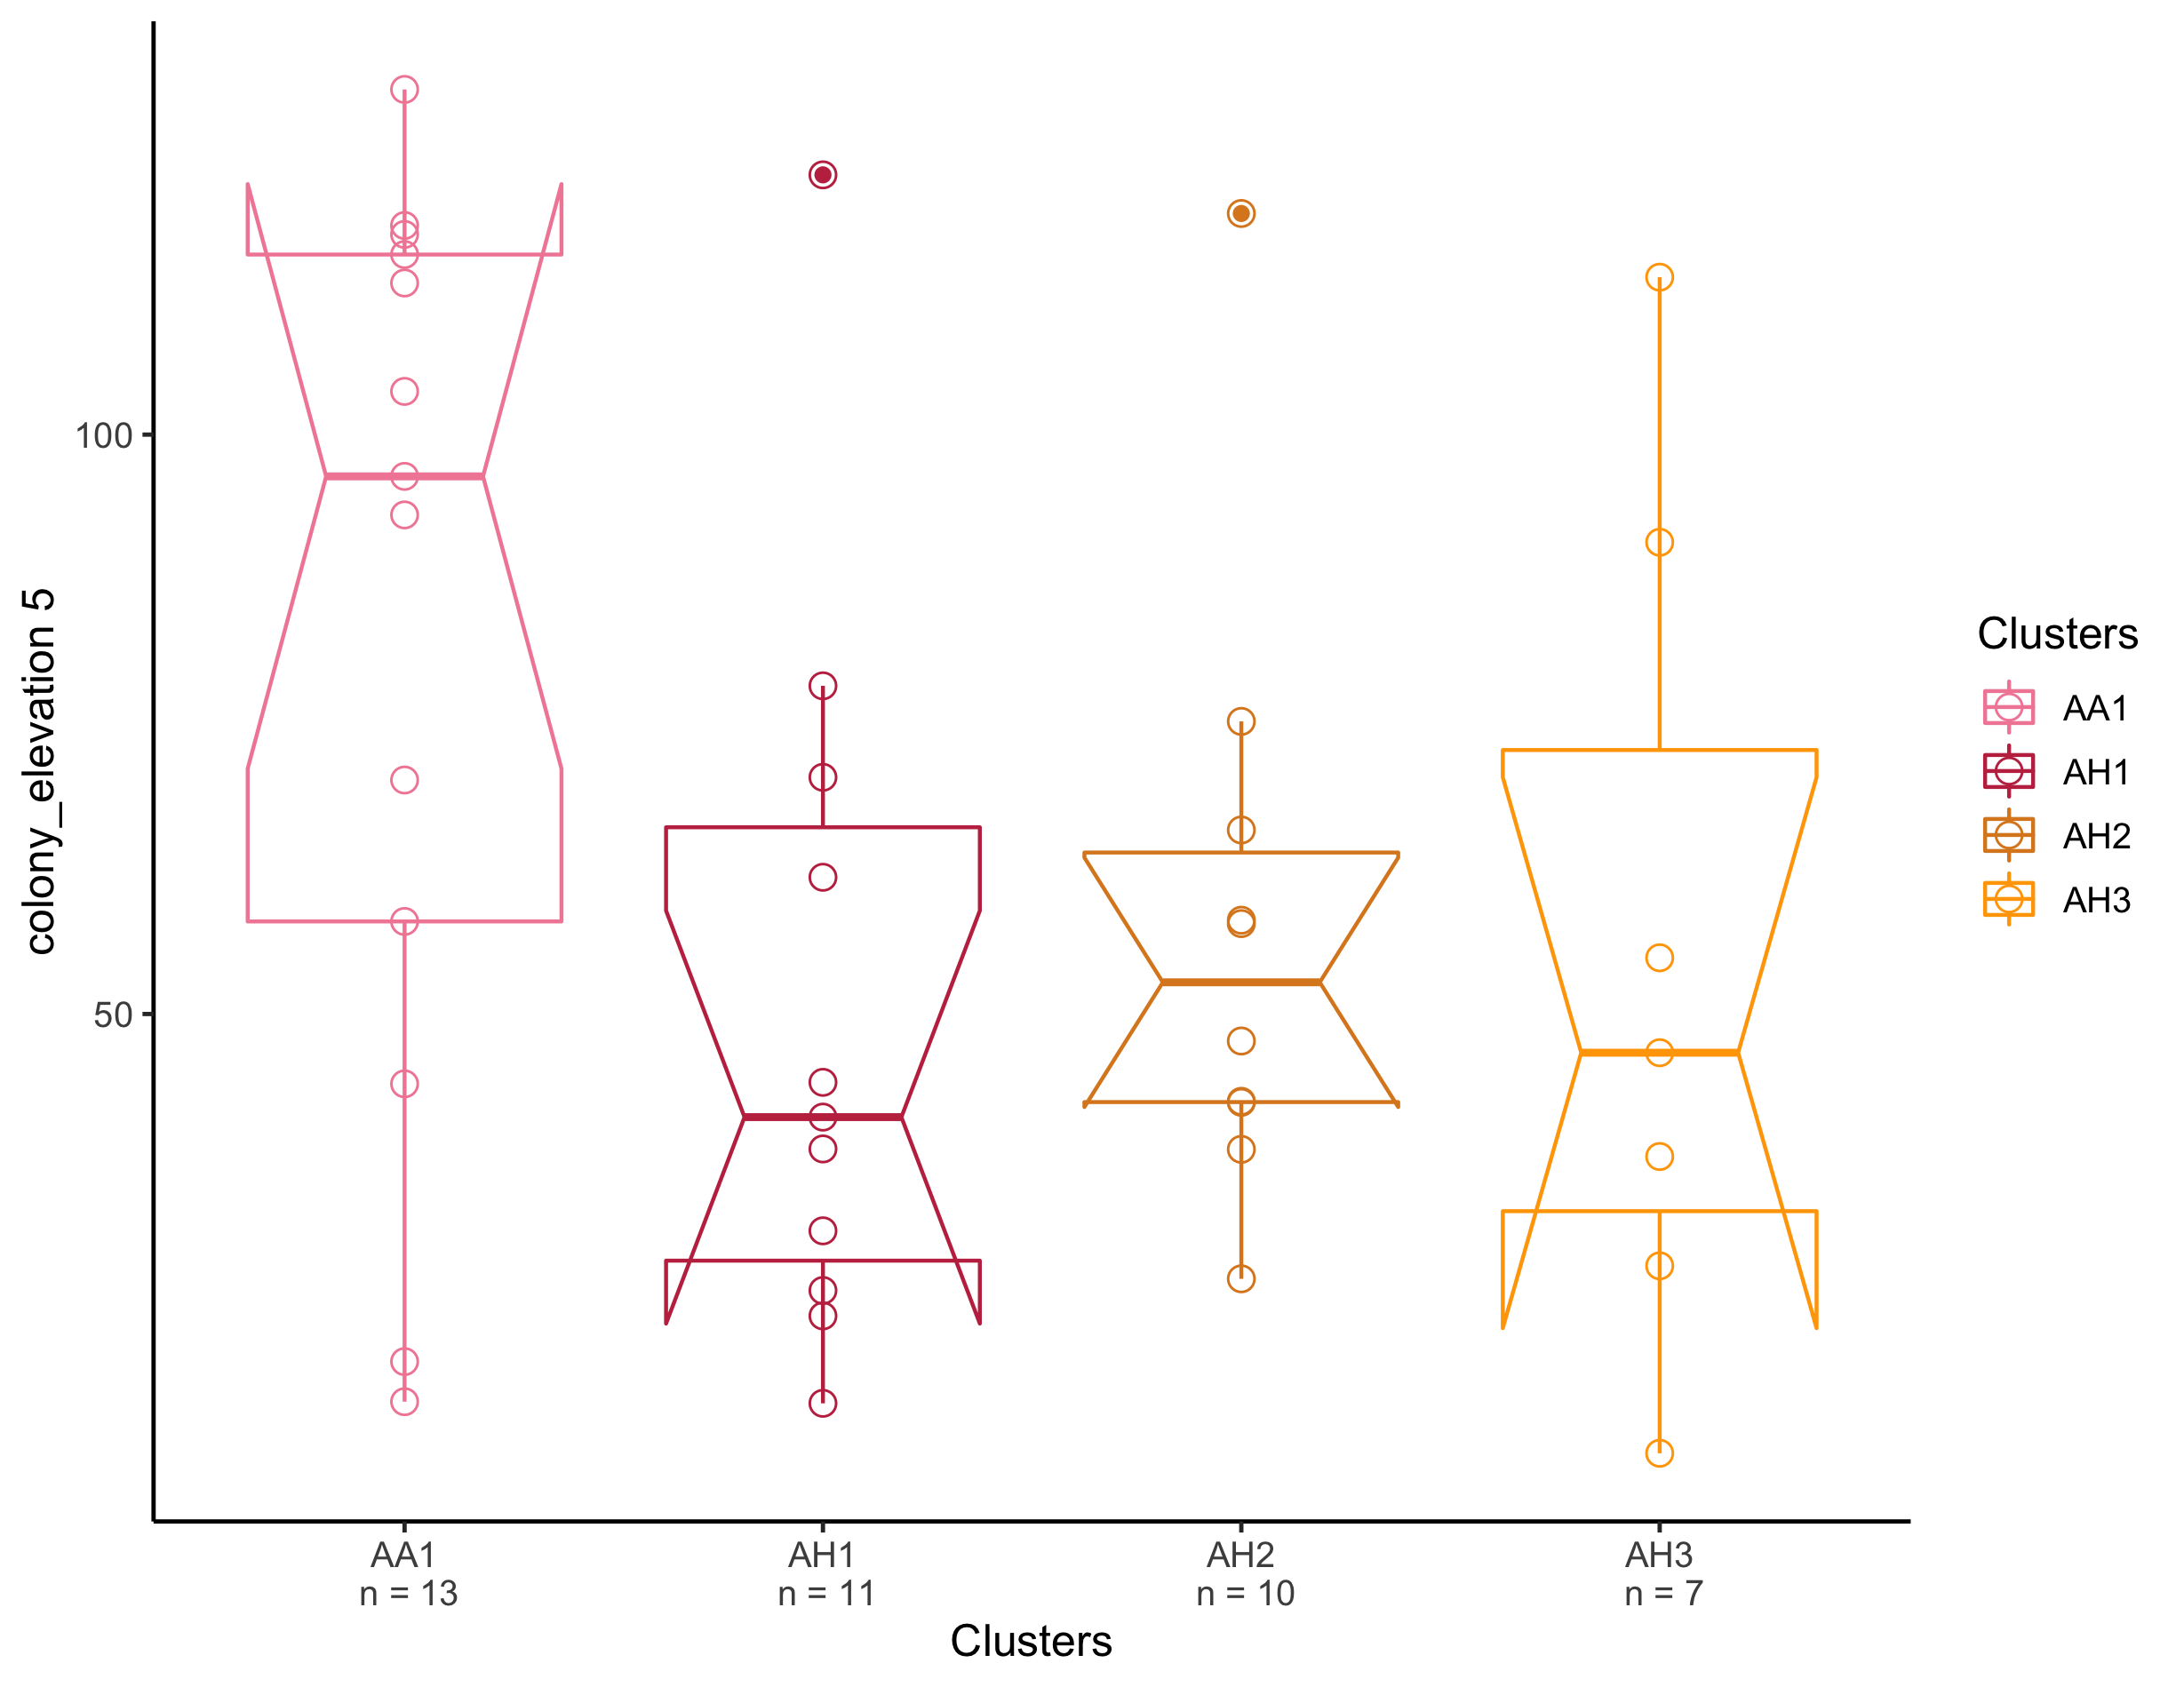 colony_elevation 5
100
50
AA1
n = 13
AH1
n = 11
AH2
n = 10
AH3
n = 7
Clusters
Clusters
AA1
AH1
AH2
AH3